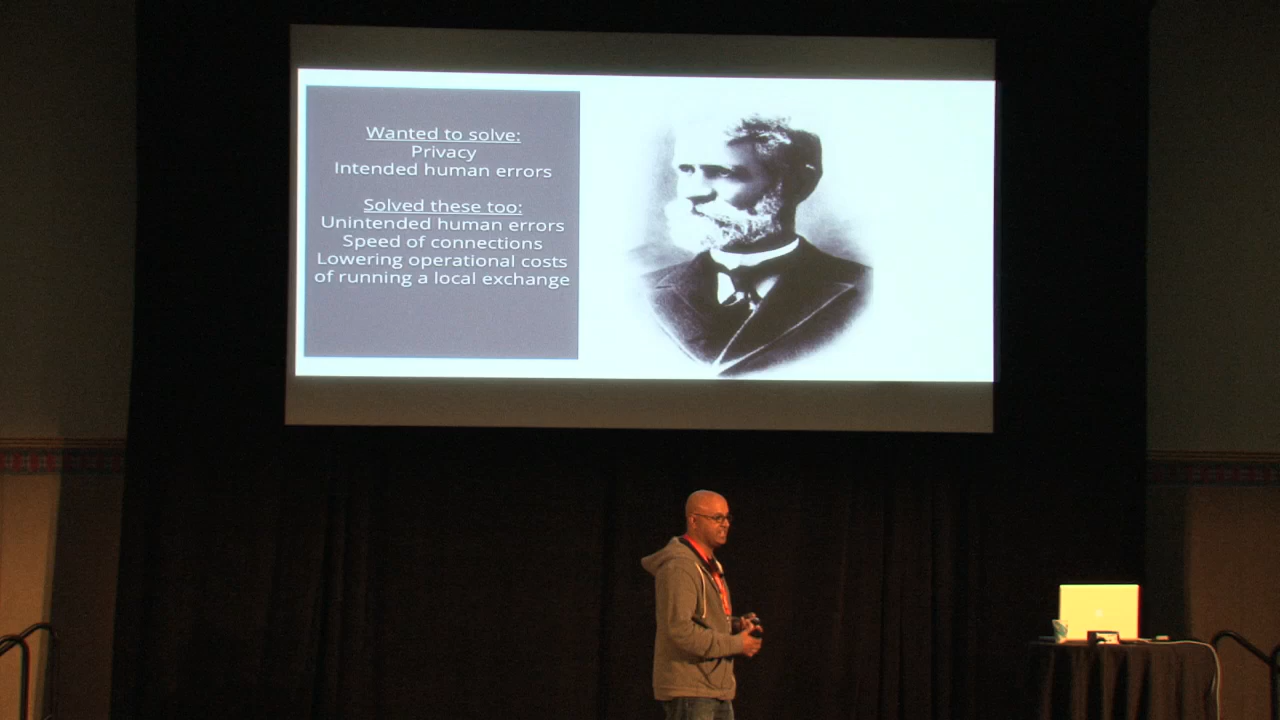 Wanted to solve:
Privacy
Intended human errors
Solved these too:
Unintended human errors
Speed of connections
Lowering operational costs
of running a local exchange